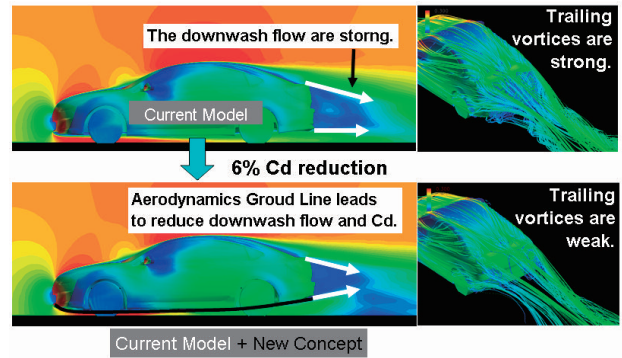 The downwash flow are storng.
Trailing
vortices are
strong.
Current Model
6% Cd reduction
Aerodynamics Groud Line leads
to reduce downwash flow and Cd.
Trailing
vortices are
weak.
Current Model + New Concept